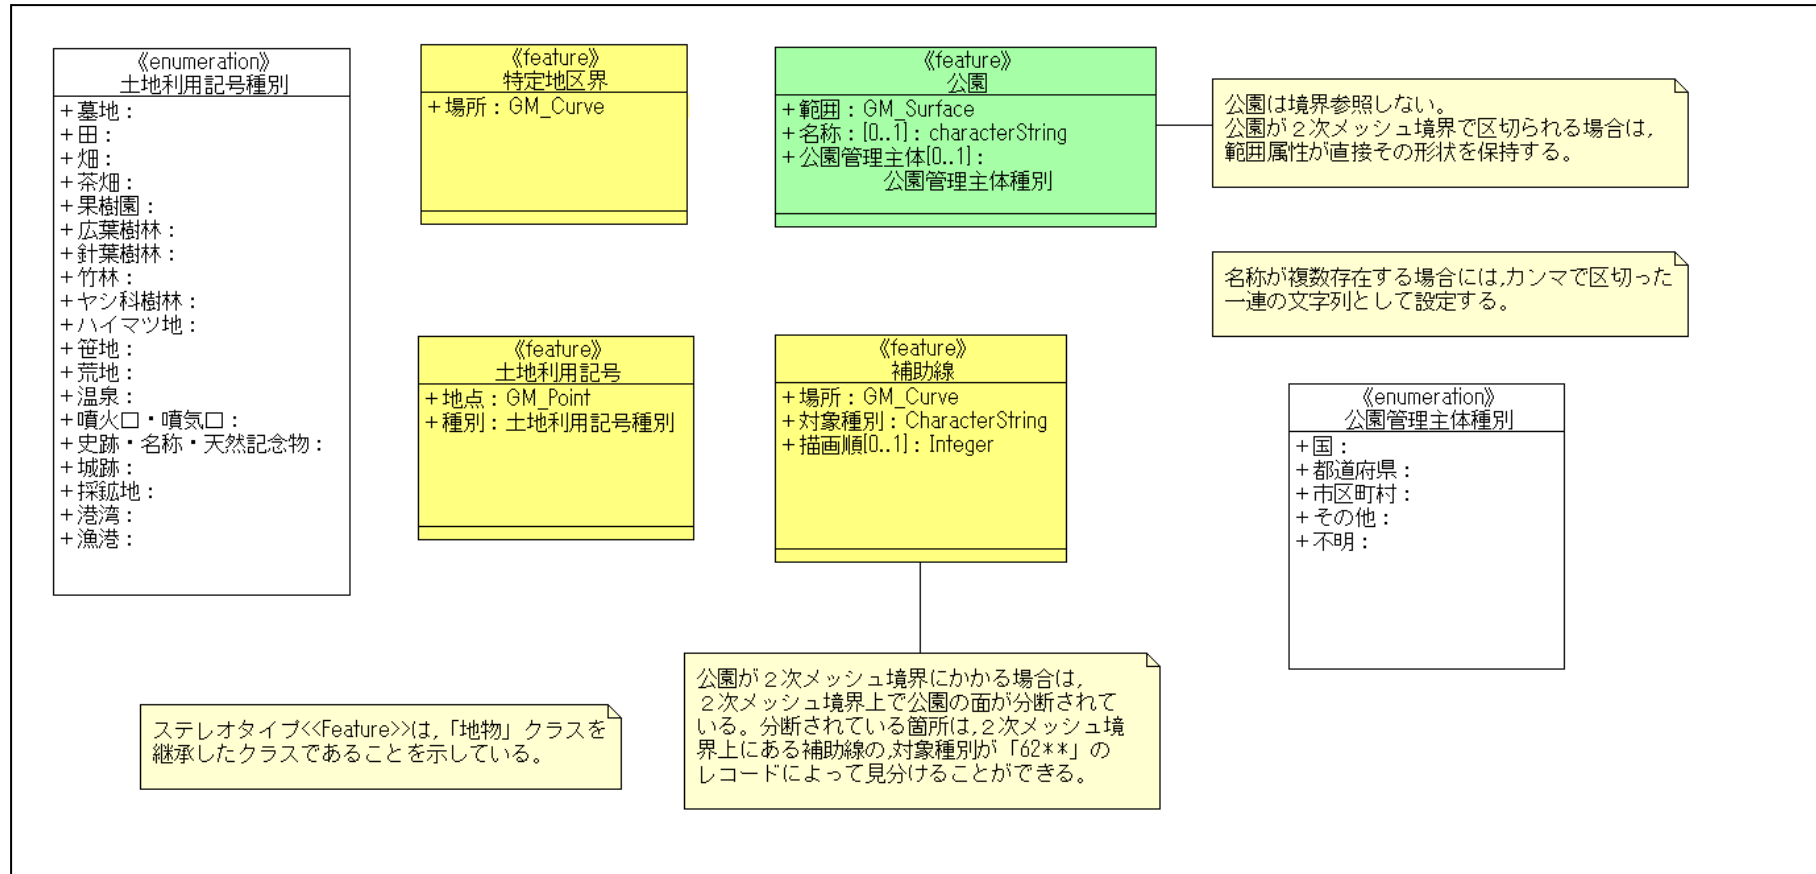 《enumeration》
土地利用記号種別
+墓地：
+田：
+畑：
+茶畑：
+果樹園：
+広葉樹林：
+針葉樹林：
+竹林：
+ヤシ科樹林：
+ハイマツ地：
+笹地：
+荒地：
+温泉：
+噴火口・噴気口：
+史跡・名称・天然記念物：
+城跡：
+採鉱地：
+港湾：
+漁港：
《feature》
特定地区界
+場所：GM_Curve
《feature》
公園
+範囲：GM_Surface
+名称：[0..1]：characterString
+公園管理主体[0..1]：
公園管理主体種別
公園は境界参照しない。
公園が２次メッシュ境界で区切られる場合は,
範囲属性が直接その形状を保持する。
名称が複数存在する場合には,カンマで区切った
一連の文字列として設定する。
《feature》
土地利用記号
+地点：GM_Point
+種別：土地利用記号種別
《feature》
補助線
+場所：GM_Curve
+対象種別：CharacterString
+描画順[0..1]：Integer
《enumeration》
公園管理主体種別
+国：
+都道府県：
+市区町村：
+その他：
+不明：
ステレオタイプ<<Feature>>は,「地物」クラスを
継承したクラスであることを示している。
公園が２次メッシュ境界にかかる場合は,
２次メッシュ境界上で公園の面が分断されて
いる。分断されている箇所は,２次メッシュ境
界上にある補助線の,対象種別が「62**」の
レコードによって見分けることができる。